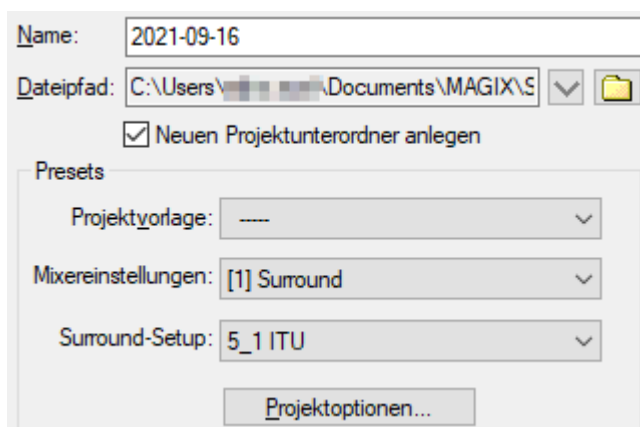 Name: 2021-09-16
Dateipfad: C:\Users\ \Documents\MAGIX\S
Neuen Projektunterordner anlegen
Presets
Projektvorlage: -----
Mixereinstellungen: [1] Surround
Surround-Setup: 5_1 ITU
Projektoptionen...